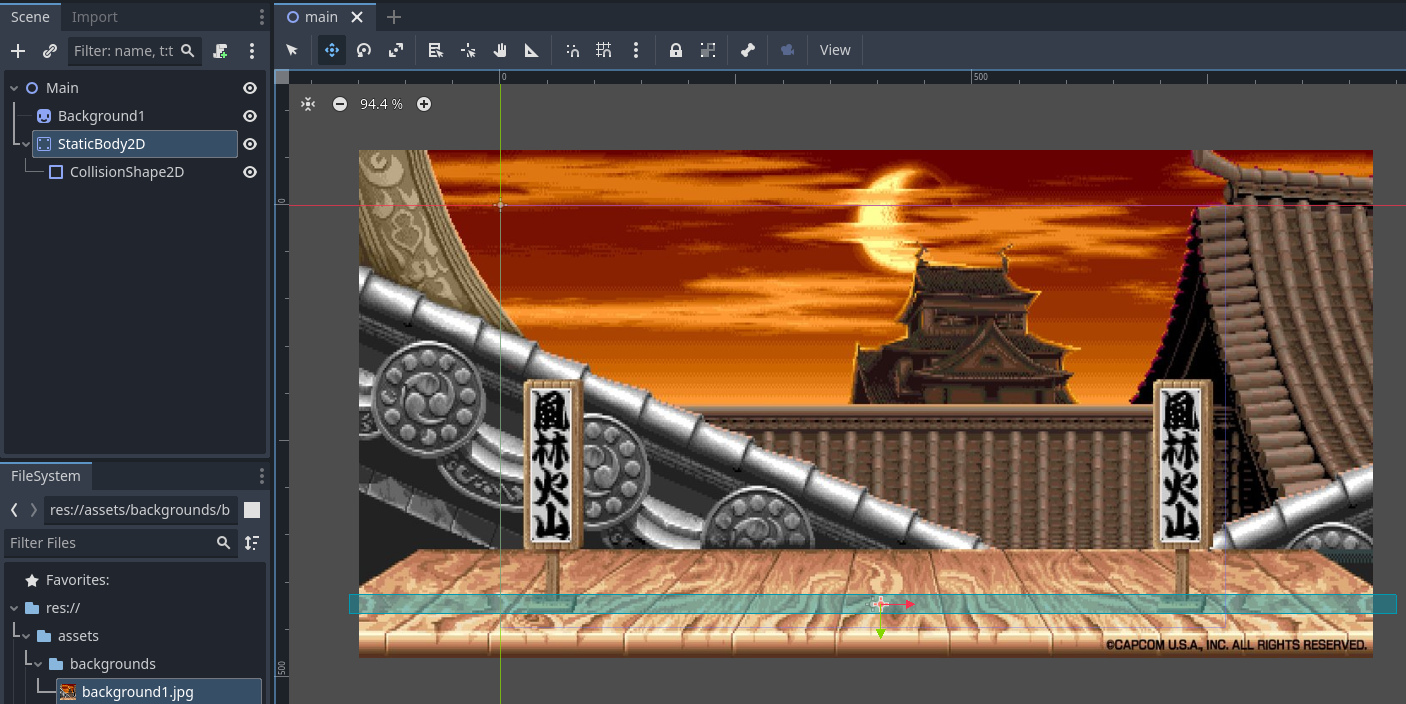 Scene
Import
main
Filter: name, t:t
View
Main
Background1
StaticBody2D
CollisionShape2D
0
500
94.4 %
0
500
風林火山
風林火山
©CAPCOM U.S.A., INC. ALL RIGHTS RESERVED.
FileSystem
res://assets/backgrounds/b
Filter Files
Favorites:
res://
assets
backgrounds
background1.jpg